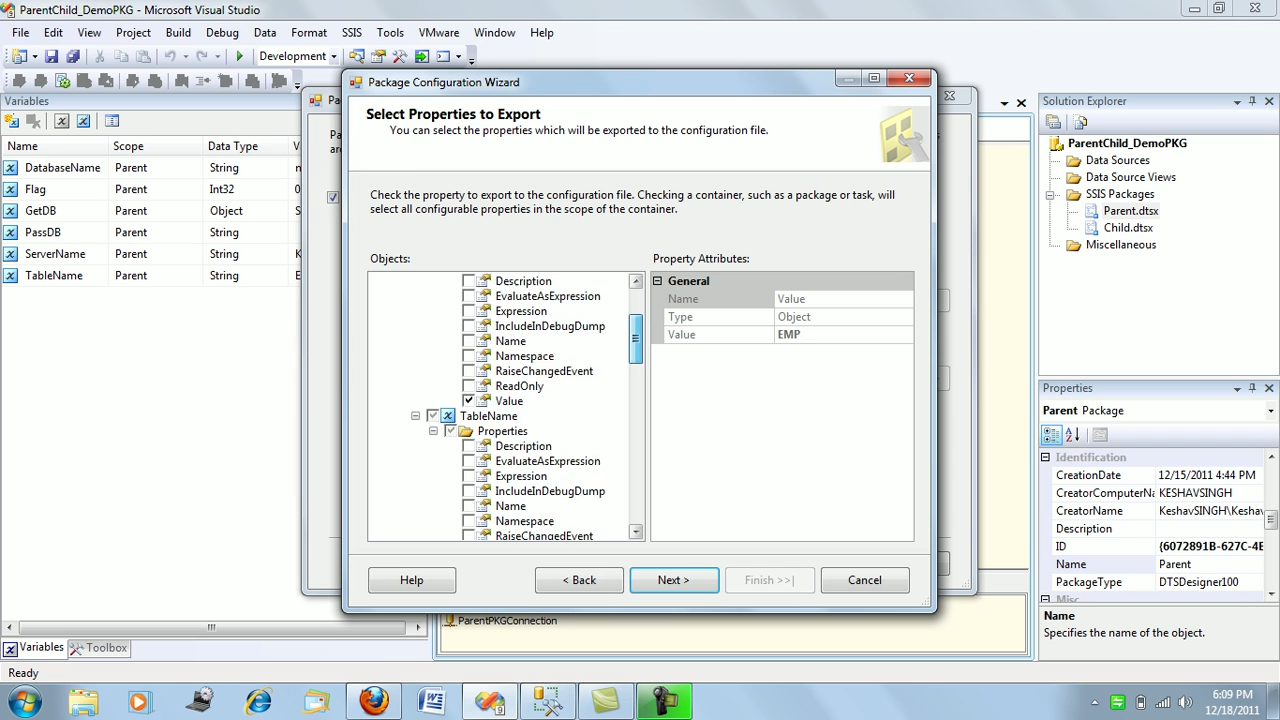 ParentChild_DemoPKG - Microsoft Visual Studio
File Edit View Project Build Debug Data Format SSIS Tools VMware Window Help
Development
Variables
Name Scope Data Type
DatabaseName Parent String
Flag Parent Int32 0
GetDB Parent Object S
PassDB Parent String
ServerName Parent String K
TableName Parent String E
Variables Toolbox
Ready
Package Configuration Wizard
Select Properties to Export
You can select the properties which will be exported to the configuration file.
Check the property to export to the configuration file. Checking a container, such as a package or task, will
select all configurable properties in the scope of the container.
Objects:
Description
EvaluateAsExpression
Expression
IncludeInDebugDump
Name
Namespace
RaiseChangedEvent
ReadOnly
Value
TableName
Properties
Description
EvaluateAsExpression
Expression
IncludeInDebugDump
Name
Namespace
RaiseChangedEvent
Property Attributes:
General
Name Value
Type Object
Value EMP
Help < Back Next > Finish >>| Cancel
ParentPKGConnection
Solution Explorer
ParentChild_DemoPKG
Data Sources
Data Source Views
SSIS Packages
Parent.dtsx
Child.dtsx
Miscellaneous
Properties
Parent Package
Identification
CreationDate 12/15/2011 4:44 PM
CreatorComputerNa KESHAVSINGH
CreatorName KeshavSingh\Keshav
Description
ID {6072891B-627C-4E
Name Parent
PackageType DTSDesigner100
Misc
Name
Specifies the name of the object.
6:09 PM
12/18/2011